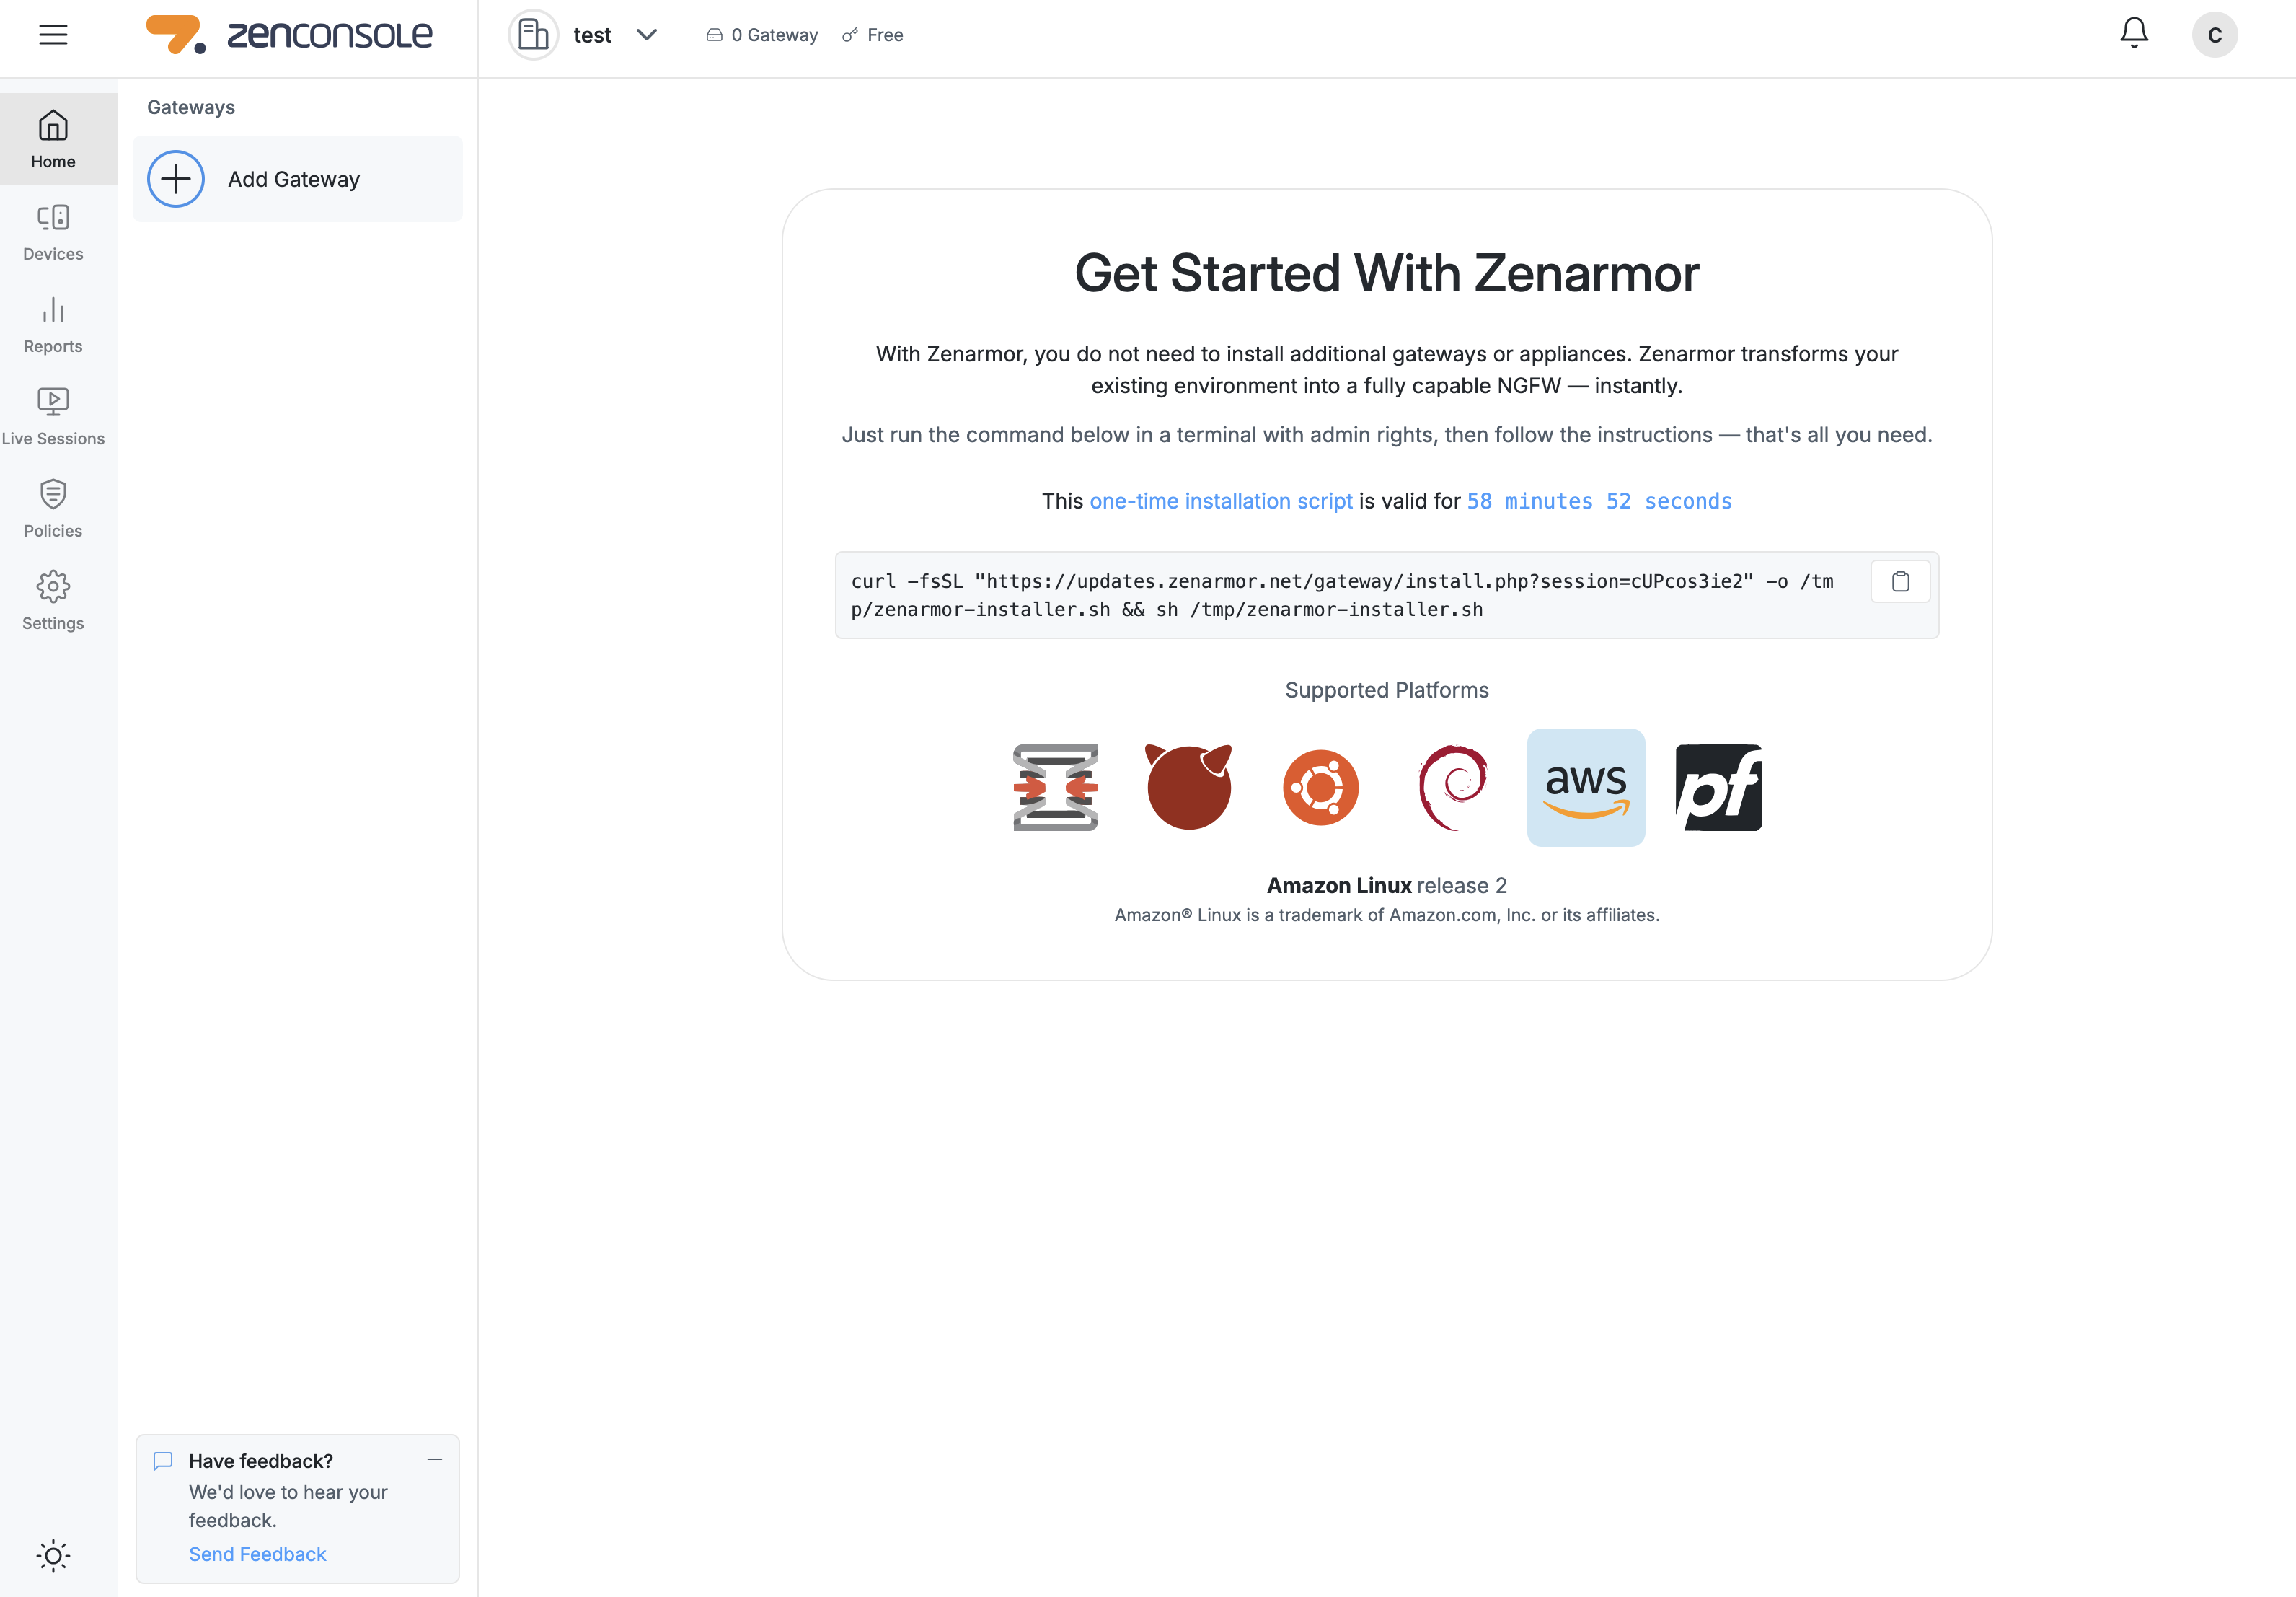 zenconsole
test
0 Gateway
Free
C
Home
Devices
Reports
Live Sessions
Policies
Settings
Gateways
Add Gateway
Get Started With Zenarmor
With Zenarmor, you do not need to install additional gateways or appliances. Zenarmor transforms your
existing environment into a fully capable NGFW — instantly.
Just run the command below in a terminal with admin rights, then follow the instructions — that's all you need.
This one-time installation script is valid for 58 minutes 52 seconds
curl -fsSL "https://updates.zenarmor.net/gateway/install.php?session=cUPcos3ie2" -o /tm
p/zenarmor-installer.sh && sh /tmp/zenarmor-installer.sh
Supported Platforms
aws
pf
Amazon Linux release 2
Amazon® Linux is a trademark of Amazon.com, Inc. or its affiliates.
Have feedback?
We'd love to hear your
feedback.
Send Feedback